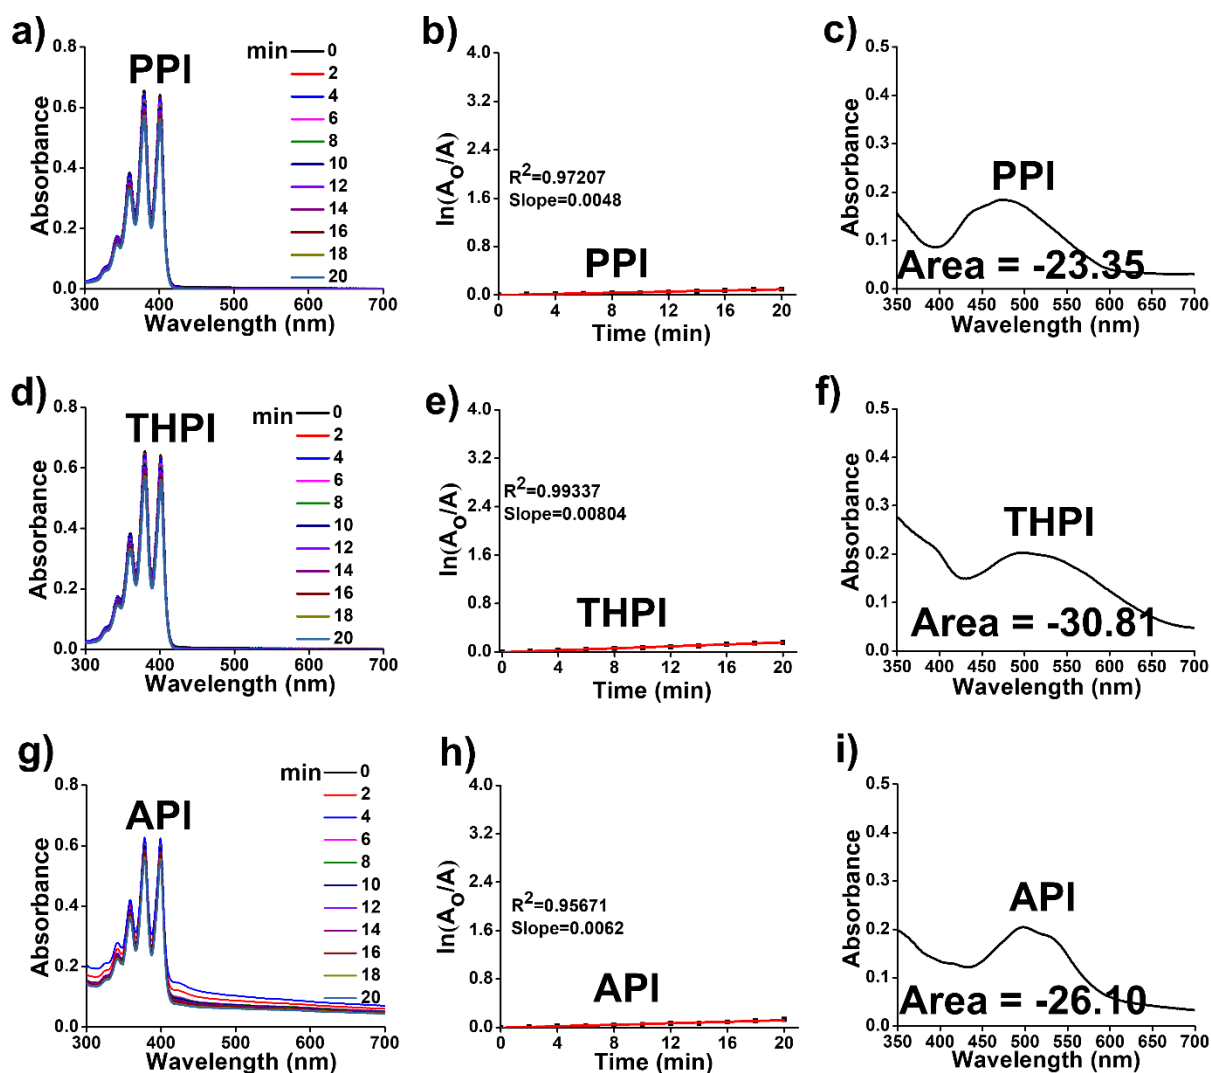 a)
PPI
min
0
2
4
6
8
10
12
14
16
18
20
0.8
0.6
0.4
0.2
0.0
Absorbance
300 400 500 600 700
Wavelength (nm)
b)
4.0
3.2
2.4
1.6
0.8
0.0
ln(A₀/A)
R²=0.97207
Slope=0.0048
PPI
0 4 8 12 16 20
Time (min)
c)
0.5
0.4
0.3
0.2
0.1
0.0
Absorbance
PPI
Area = -23.35
350 400 450 500 550 600 650 700
Wavelength (nm)
d)
THPI
min
0
2
4
6
8
10
12
14
16
18
20
0.8
0.6
0.4
0.2
0.0
Absorbance
300 400 500 600 700
Wavelength (nm)
e)
4.0
3.2
2.4
1.6
0.8
0.0
ln(A₀/A)
R²=0.99337
Slope=0.00804
THPI
0 4 8 12 16 20
Time (min)
f)
0.5
0.4
0.3
0.2
0.1
0.0
Absorbance
THPI
Area = -30.81
350 400 450 500 550 600 650 700
Wavelength (nm)
g)
API
min
0
2
4
6
8
10
12
14
16
18
20
0.8
0.6
0.4
0.2
0.0
Absorbance
300 400 500 600 700
Wavelength (nm)
h)
4.0
3.2
2.4
1.6
0.8
0.0
ln(A₀/A)
R²=0.95671
Slope=0.0062
API
0 4 8 12 16 20
Time (min)
i)
0.5
0.4
0.3
0.2
0.1
0.0
Absorbance
API
Area = -26.10
350 400 450 500 550 600 650 700
Wavelength (nm)